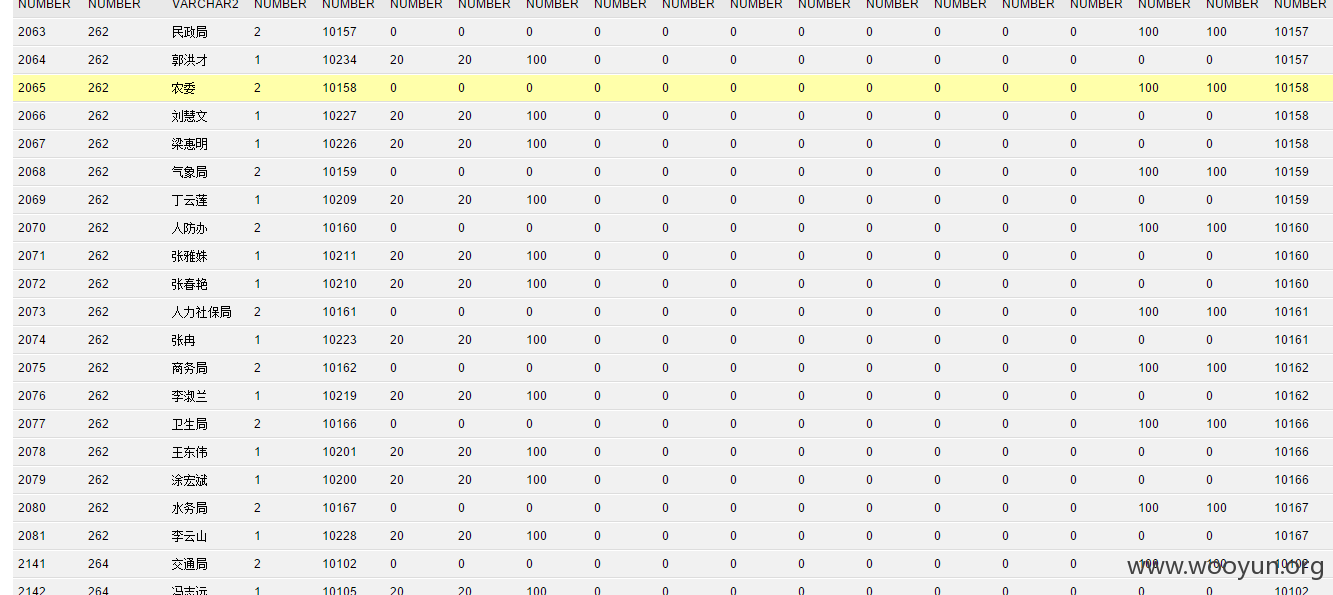 NUMBER NUMBER VARCHAR2 NUMBER NUMBER NUMBER NUMBER NUMBER NUMBER NUMBER NUMBER NUMBER NUMBER NUMBER NUMBER NUMBER NUMBER NUMBER NUMBER
2063 262 民政局 2 10157 0 0 0 0 0 0 0 0 0 0 0 100 100 10157
2064 262 郭洪才 1 10234 20 20 100 0 0 0 0 0 0 0 0 0 0 10157
2065 262 农委 2 10158 0 0 0 0 0 0 0 0 0 0 0 100 100 10158
2066 262 刘慧文 1 10227 20 20 100 0 0 0 0 0 0 0 0 0 0 10158
2067 262 梁惠明 1 10226 20 20 100 0 0 0 0 0 0 0 0 0 0 10158
2068 262 气象局 2 10159 0 0 0 0 0 0 0 0 0 0 0 100 100 10159
2069 262 丁云莲 1 10209 20 20 100 0 0 0 0 0 0 0 0 0 0 10159
2070 262 人防办 2 10160 0 0 0 0 0 0 0 0 0 0 0 100 100 10160
2071 262 张雅姝 1 10211 20 20 100 0 0 0 0 0 0 0 0 0 0 10160
2072 262 张春艳 1 10210 20 20 100 0 0 0 0 0 0 0 0 0 0 10160
2073 262 人力社保局 2 10161 0 0 0 0 0 0 0 0 0 0 0 100 100 10161
2074 262 张冉 1 10223 20 20 100 0 0 0 0 0 0 0 0 0 0 10161
2075 262 商务局 2 10162 0 0 0 0 0 0 0 0 0 0 0 100 100 10162
2076 262 李淑兰 1 10219 20 20 100 0 0 0 0 0 0 0 0 0 0 10162
2077 262 卫生局 2 10166 0 0 0 0 0 0 0 0 0 0 0 100 100 10166
2078 262 王东伟 1 10201 20 20 100 0 0 0 0 0 0 0 0 0 0 10166
2079 262 涂宏斌 1 10200 20 20 100 0 0 0 0 0 0 0 0 0 0 10166
2080 262 水务局 2 10167 0 0 0 0 0 0 0 0 0 0 0 100 100 10167
2081 262 李云山 1 10228 20 20 100 0 0 0 0 0 0 0 0 0 0 10167
2141 264 交通局 2 10102 0 0 0 0 0 0 0 0 0 0 0 100 100 10102
www.wooyun.org
2142 264 冯志远 1 10105 20 20 100 0 0 0 0 0 0 0 0 0 0 10102